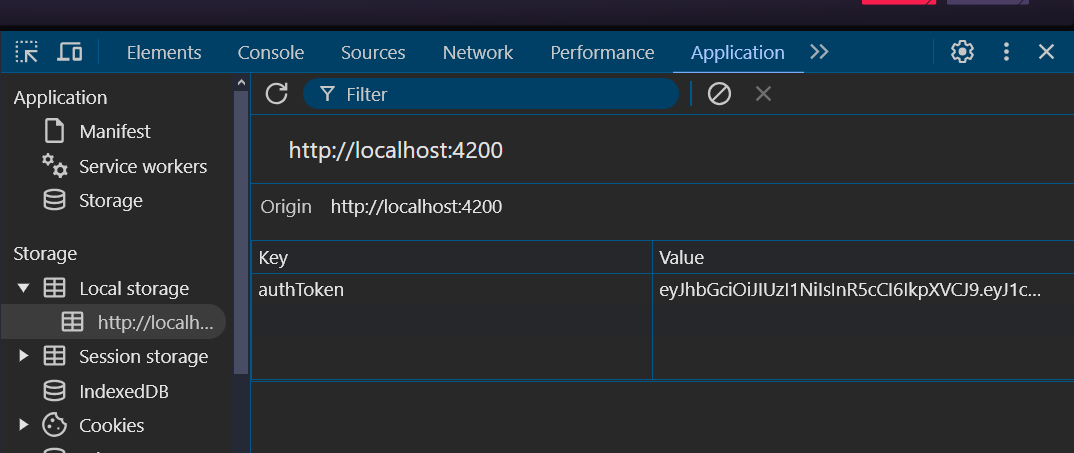 Elements Console Sources Network Performance Application
Application
Filter
Manifest
http://localhost:4200
Service workers
Storage
Origin http://localhost:4200
Storage
Key Value
Local storage
authToken eyJhbGciOiJIUzI1NiIsInR5cCI6IkpXVCJ9.eyJ1c...
http://localh...
Session storage
IndexedDB
Cookies